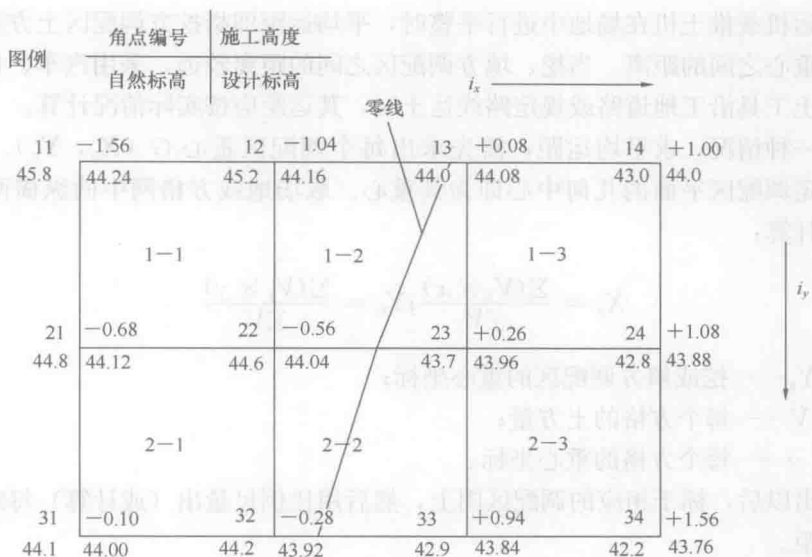 图例
角点编号 施工高度
自然标高 设计标高
i_x
零线
11 −1.56 12 −1.04 13 +0.08 14 +1.00
45.8 44.24 45.2 44.16 44.0 44.08 43.0 44.0
1−1 1−2 1−3
i_y
21 −0.68 22 −0.56 23 +0.26 24 +1.08
44.8 44.12 44.6 44.04 43.7 43.96 42.8 43.88
2−1 2−2 2−3
31 −0.10 32 −0.28 33 +0.94 34 +1.56
44.1 44.00 44.2 43.92 42.9 43.84 42.2 43.76